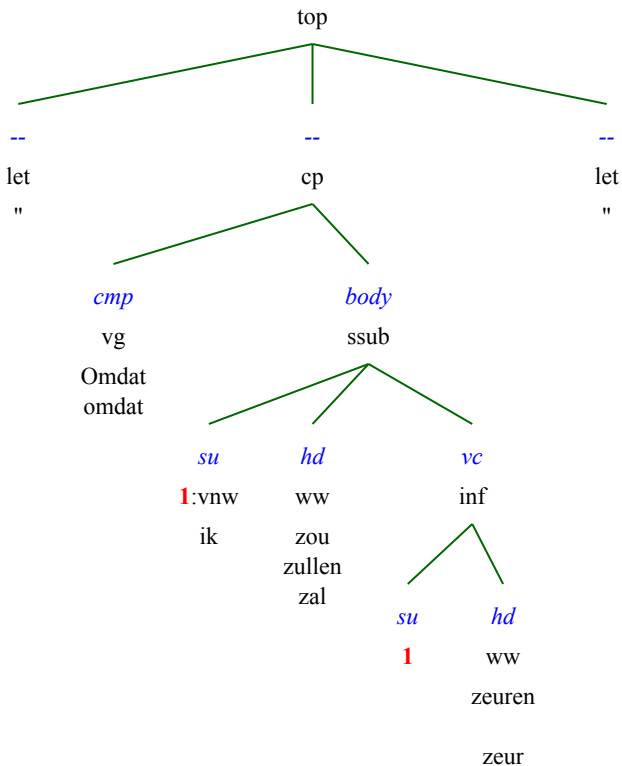 top
-- -- --
let cp let
" "
cmp body
vg ssub
Omdat
omdat
su hd vc
1:vnw ww inf
ik zou
zullen
zal
su hd
1 ww
zeuren
zeur